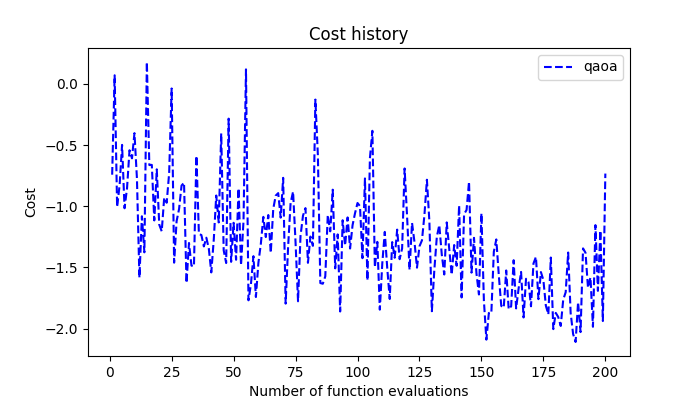 Cost history
qaoa
0.0
−0.5
−1.0
−1.5
−2.0
Cost
0 25 50 75 100 125 150 175 200
Number of function evaluations